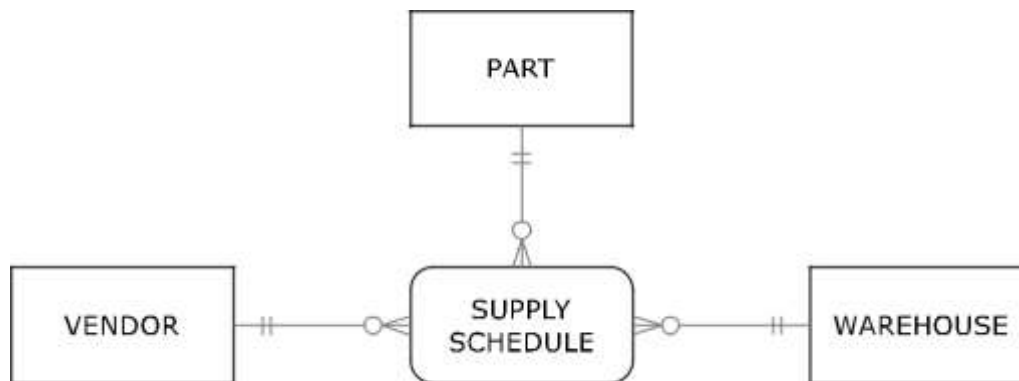 PART
VENDOR
SUPPLY
SCHEDULE
WAREHOUSE